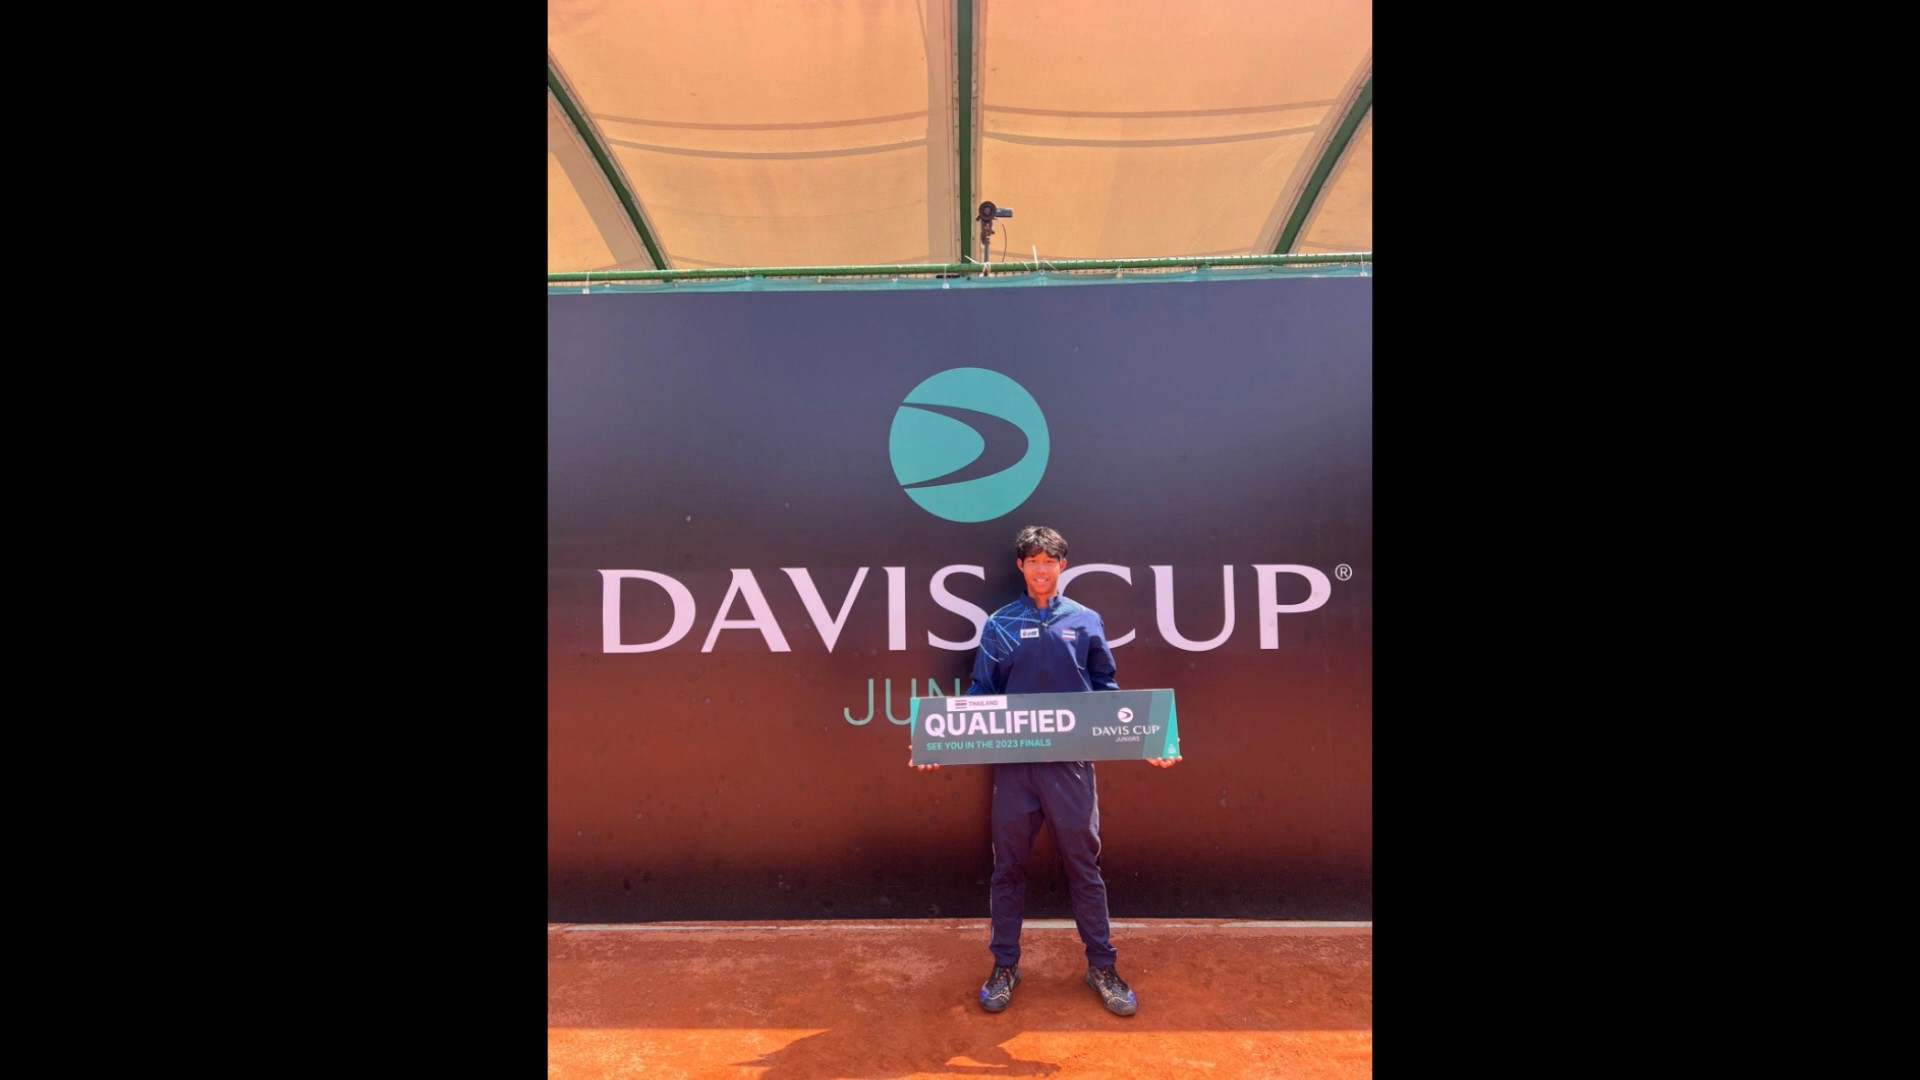 DAVIS CUP®
JUN
THAILAND
QUALIFIED
SEE YOU IN THE 2023 FINALS
DAVIS CUP
JUNIORS